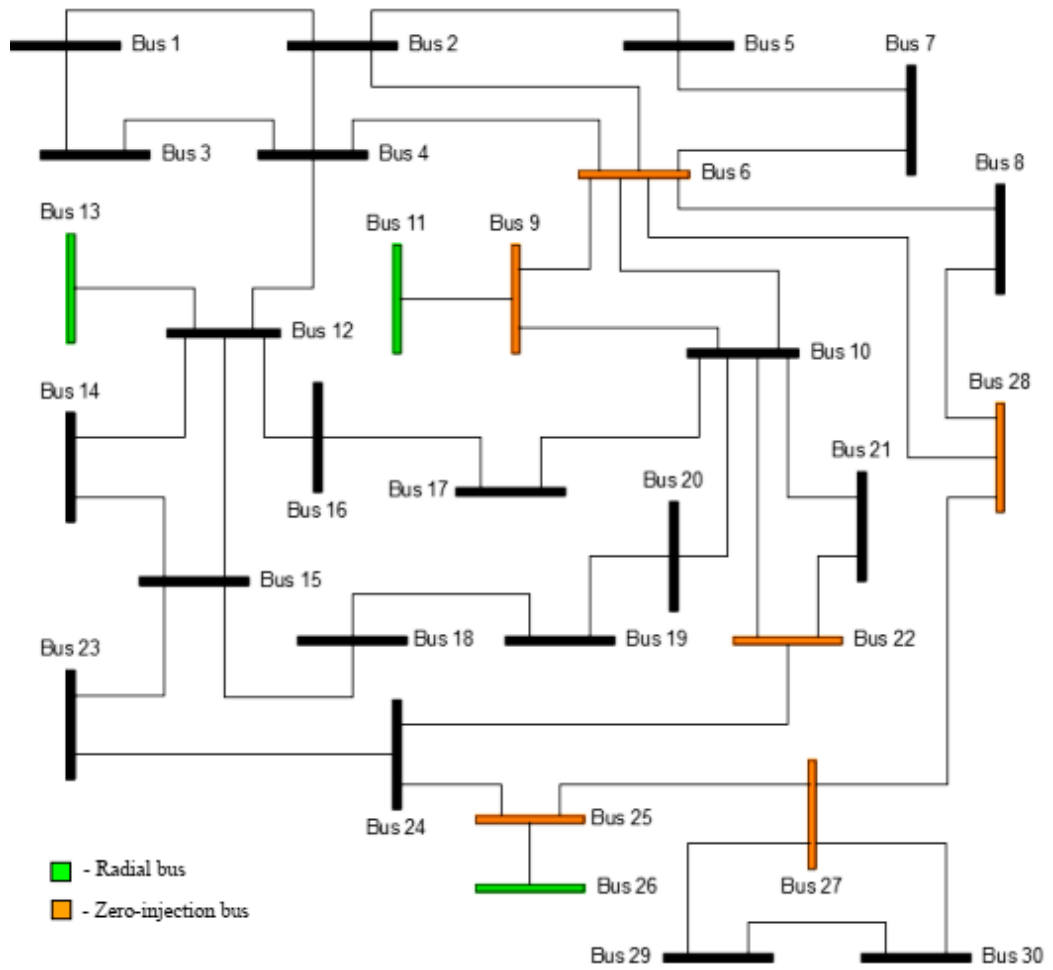 Bus 1
Bus 2
Bus 5
Bus 7
Bus 3
Bus 4
Bus 6
Bus 8
Bus 13
Bus 11
Bus 9
Bus 12
Bus 10
Bus 14
Bus 28
Bus 21
Bus 20
Bus 17
Bus 16
Bus 15
Bus 18
Bus 19
Bus 22
Bus 23
Bus 24
Bus 25
- Radial bus
Bus 26
Bus 27
- Zero-injection bus
Bus 29
Bus 30